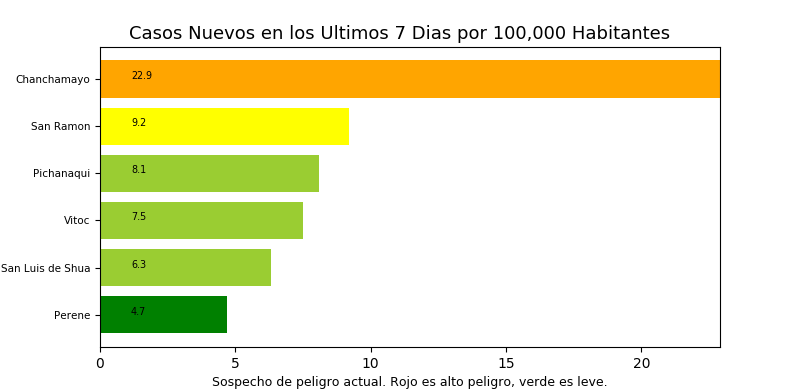 Casos Nuevos en los Ultimos 7 Dias por 100,000 Habitantes
Chanchamayo 22.9
San Ramon 9.2
Pichanaqui 8.1
Vitoc 7.5
San Luis de Shua 6.3
Perene 4.7
0 5 10 15 20
Sospecho de peligro actual. Rojo es alto peligro, verde es leve.